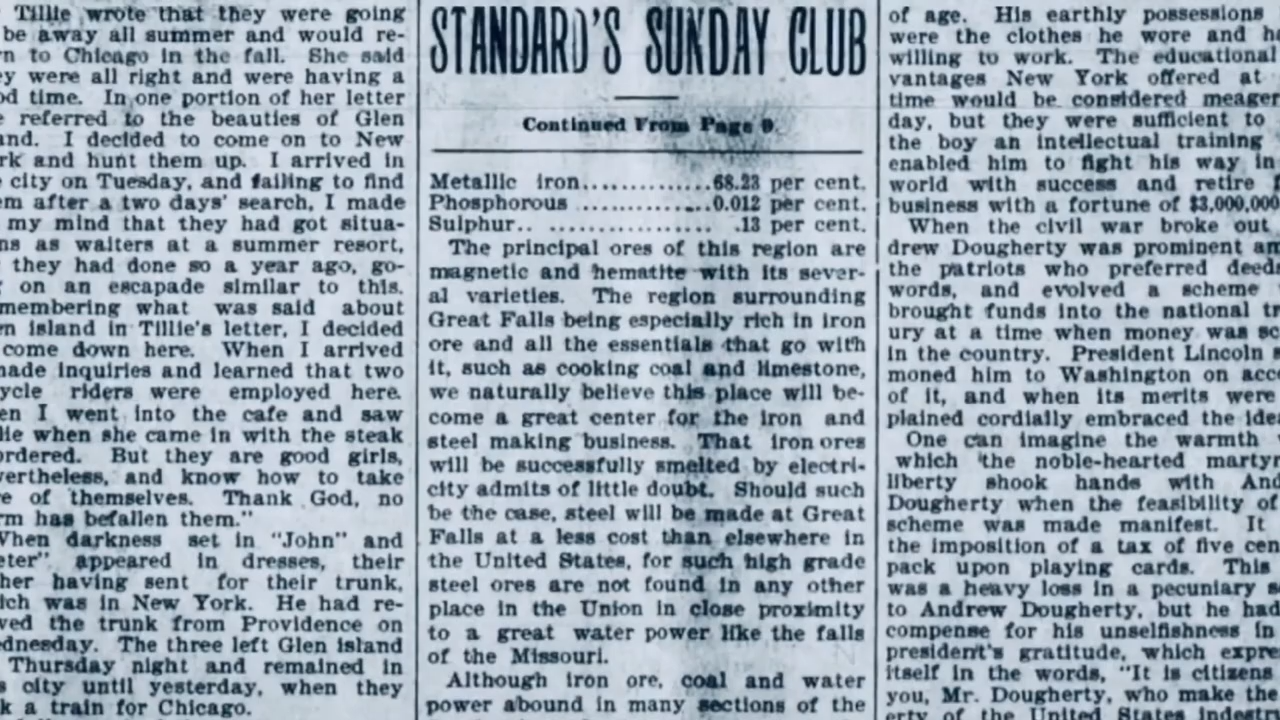 Tillie wrote that they were going
be away all summer and would re-
rn to Chicago in the fall. She said
ey were all right and were having a
od time. In one portion of her letter
e referred to the beauties of Glen
and. I decided to come on to New
rk and hunt them up. I arrived in
city on Tuesday, and failing to find
em after a two days' search, I made
my mind that they had got situa-
ns as waiters at a summer resort,
they had done so a year ago, go-
on an escapade similar to this.
membering what was said about
n island in Tillie's letter, I decided
come down here. When I arrived
made inquiries and learned that two
cycle riders were employed here.
en I went into the cafe and saw
lie when she came in with the steak
ordered. But they are good girls,
vertheless, and know how to take
re of themselves. Thank God, no
rm has befallen them."
When darkness set in "John" and
eter" appeared in dresses, their
her having sent for their trunk,
ich was in New York. He had re-
ved the trunk from Providence on
ednesday. The three left Glen island
Thursday night and remained in
s city until yesterday, when they
k a train for Chicago.
STANDARD'S SUNDAY CLUB
Continued From Page 9.
Metallic iron..............68.23 per cent.
Phosphorous ..............0.012 per cent.
Sulphur.. ................. .13 per cent.
The principal ores of this region are
magnetic and hematite with its sever-
al varieties. The region surrounding
Great Falls being especially rich in iron
ore and all the essentials that go with
it, such as cooking coal and limestone,
we naturally believe this place will be-
come a great center for the iron and
steel making business. That iron ores
will be successfully smelted by electri-
city admits of little doubt. Should such
be the case, steel will be made at Great
Falls at a less cost than elsewhere in
the United States, for such high grade
steel ores are not found in any other
place in the Union in close proximity
to a great water power like the falls
of the Missouri.
Although iron ore, coal and water
power abound in many sections of the
of age. His earthly possessions
were the clothes he wore and ha
willing to work. The educational
vantages New York offered at
time would be considered meager
day, but they were sufficient to
the boy an intellectual training
enabled him to fight his way in
world with success and retire f
business with a fortune of $3,000,000
When the civil war broke out
drew Dougherty was prominent am
the patriots who preferred deeds
words, and evolved a scheme
brought funds into the national tr
ury at a time when money was sc
in the country. President Lincoln s
moned him to Washington on acc
of it, and when its merits were
plained cordially embraced the ide
One can imagine the warmth
which the noble-hearted martyr
liberty shook hands with And
Dougherty when the feasibility of
scheme was made manifest. It
the imposition of a tax of five cen
pack upon playing cards. This
was a heavy loss in a pecuniary s
to Andrew Dougherty, but he had
compense for his unselfishness in
president's gratitude, which expre
itself in the words, "It is citizens
you, Mr. Dougherty, who make the
erty of the United States indestr